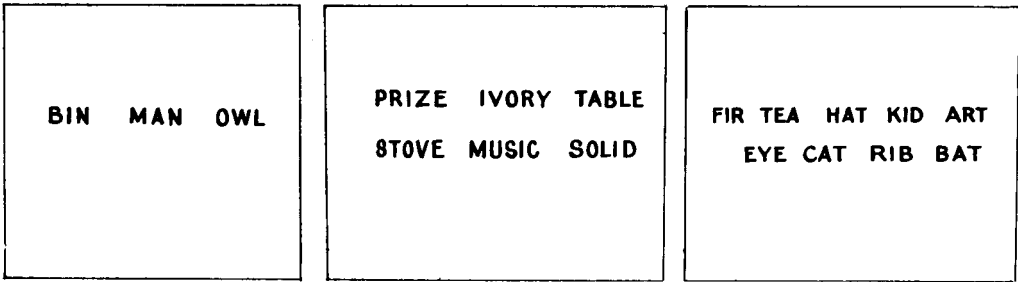 BIN MAN OWL
PRIZE IVORY TABLE
STOVE MUSIC SOLID
FIR TEA HAT KID ART
EYE CAT RIB BAT